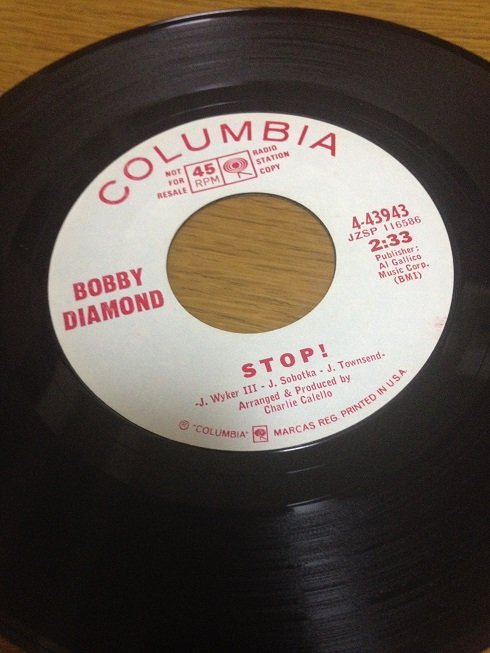 COLUMBIA
NOT
FOR
RESALE
45
RPM
RADIO
STATION
COPY
4-43943
JZSP 116586
2:33
Publisher:
Al Gallico
Music Corp.
(BMI)
BOBBY
DIAMOND
STOP!
-J. Wyker III - J. Sobotka - J. Townsend-
Arranged & Produced by
Charlie Calello
® "COLUMBIA" MARCAS REG. PRINTED IN U.S.A.